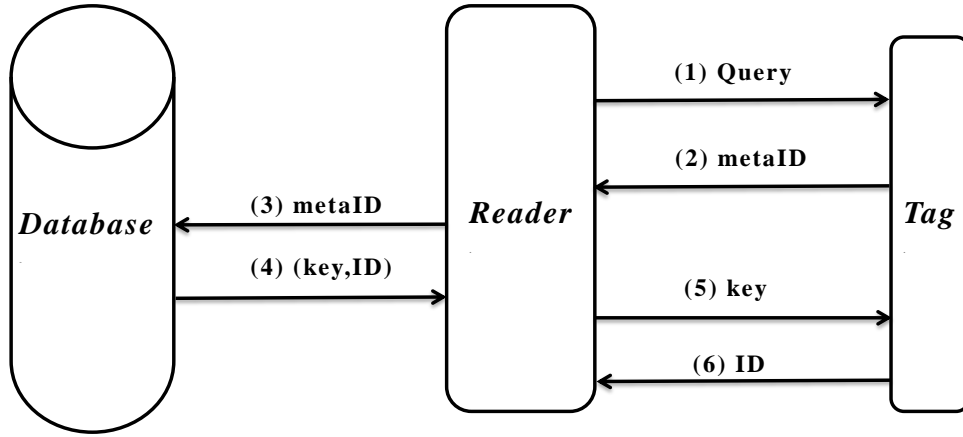 (1) Query
(2) metaID
(3) metaID
Database
Reader
Tag
(4) (key,ID)
(5) key
(6) ID